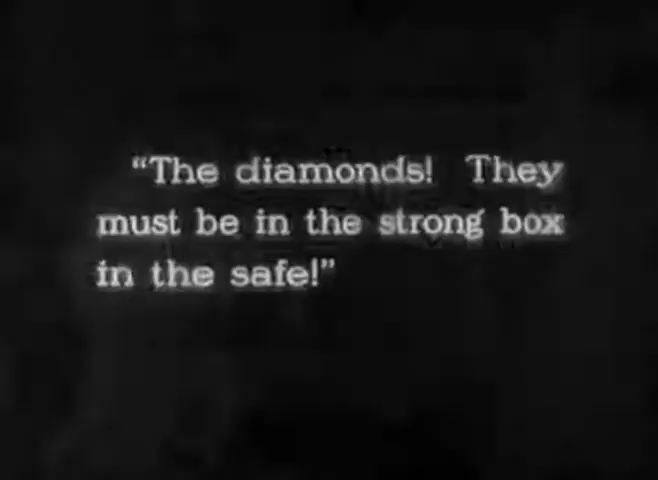 “The diamonds! They
must be in the strong box
in the safe!”